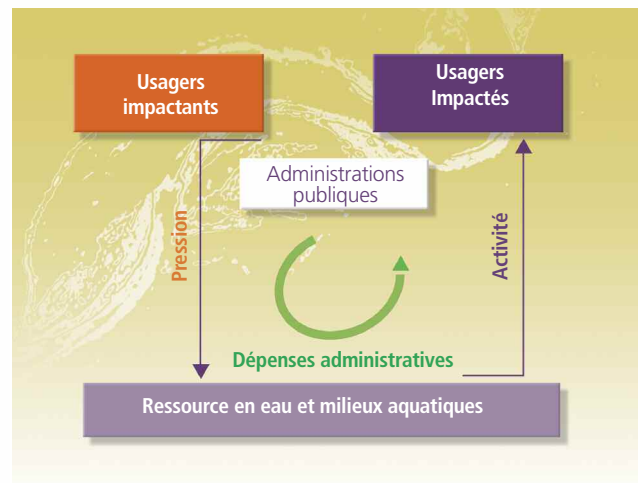 Usagers
impactants
Usagers
Impactés
Administrations
publiques
Pression
Activité
Dépenses administratives
Ressource en eau et milieux aquatiques